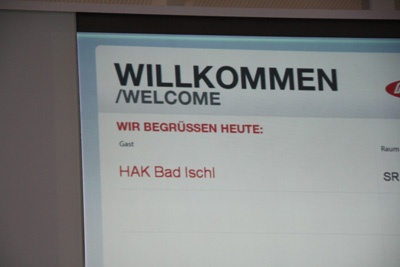 WILLKOMMEN
/WELCOME
WIR BEGRÜSSEN HEUTE:
Gast Raum
HAK Bad Ischl SR